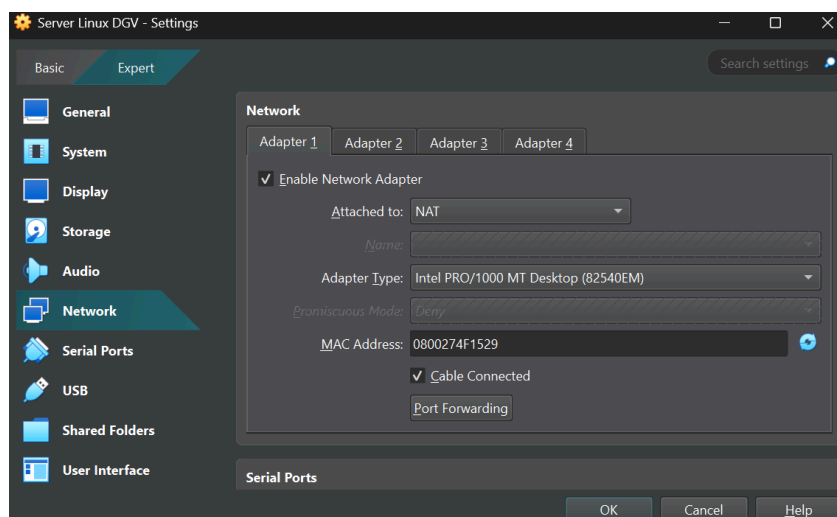 Server Linux DGV - Settings
Basic Expert
Search settings
General
System
Display
Storage
Audio
Network
Serial Ports
USB
Shared Folders
User Interface
Network
Adapter 1 Adapter 2 Adapter 3 Adapter 4
Enable Network Adapter
Attached to: NAT
Name:
Adapter Type: Intel PRO/1000 MT Desktop (82540EM)
Promiscuous Mode: Deny
MAC Address: 0800274F1529
Cable Connected
Port Forwarding
Serial Ports
OK Cancel Help